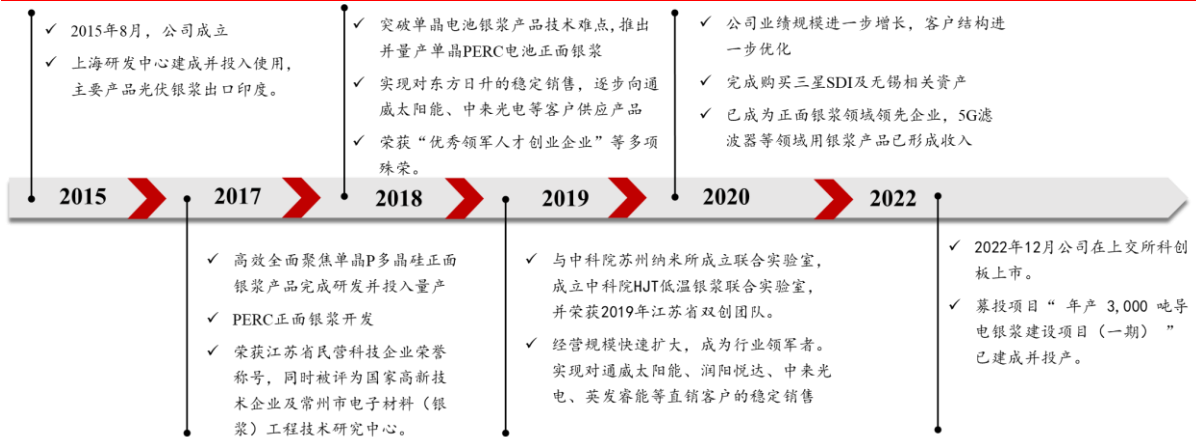 ✓ 2015年8月，公司成立
✓ 上海研发中心建成并投入使用，
主要产品光伏银浆出口印度。
✓ 突破单晶电池银浆产品技术难点,推出
并量产单晶PERC电池正面银浆
✓ 实现对东方日升的稳定销售，逐步向通
威太阳能、中来光电等客户供应产品
✓ 荣获“优秀领军人才创业企业”等多项
殊荣。
✓ 公司业绩规模进一步增长，客户结构进
一步优化
✓ 完成购买三星SDI及无锡相关资产
✓ 已成为正面银浆领域领先企业，5G滤
波器等领域用银浆产品已形成收入
2015 2017 2018 2019 2020 2022
✓ 高效全面聚焦单晶P多晶硅正面
银浆产品完成研发并投入量产
✓ PERC正面银浆开发
✓ 荣获江苏省民营科技企业荣誉
称号，同时被评为国家高新技
术企业及常州市电子材料（银
浆）工程技术研究中心。
✓ 与中科院苏州纳米所成立联合实验室，
成立中科院HJT低温银浆联合实验室，
并荣获2019年江苏省双创团队。
✓ 经营规模快速扩大，成为行业领军者。
实现对通威太阳能、润阳悦达、中来光
电、英发睿能等直销客户的稳定销售
✓ 2022年12月公司在上交所科创
板上市。
✓ 募投项目“ 年产 3,000 吨导
电银浆建设项目（一期） ”
已建成并投产。